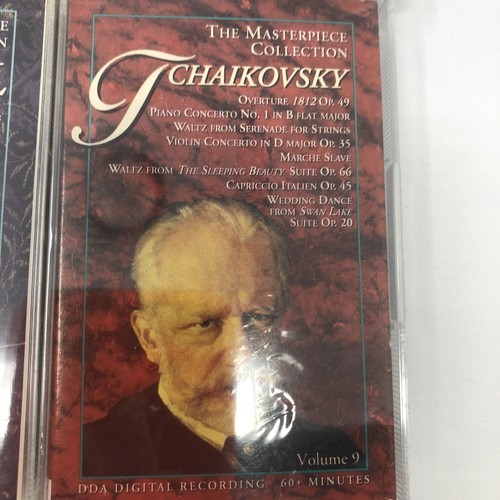 THE MASTERPIECE
COLLECTION
TCHAIKOVSKY
OVERTURE 1812 OP. 49
PIANO CONCERTO NO. 1 IN B FLAT MAJOR
WALTZ FROM SERENADE FOR STRINGS
VIOLIN CONCERTO IN D MAJOR OP. 35
MARCHE SLAVE
WALTZ FROM THE SLEEPING BEAUTY SUITE OP. 66
CAPRICCIO ITALIEN OP. 45
WEDDING DANCE
FROM SWAN LAKE
SUITE OP. 20
Volume 9
DDA DIGITAL RECORDING 60+ MINUTES